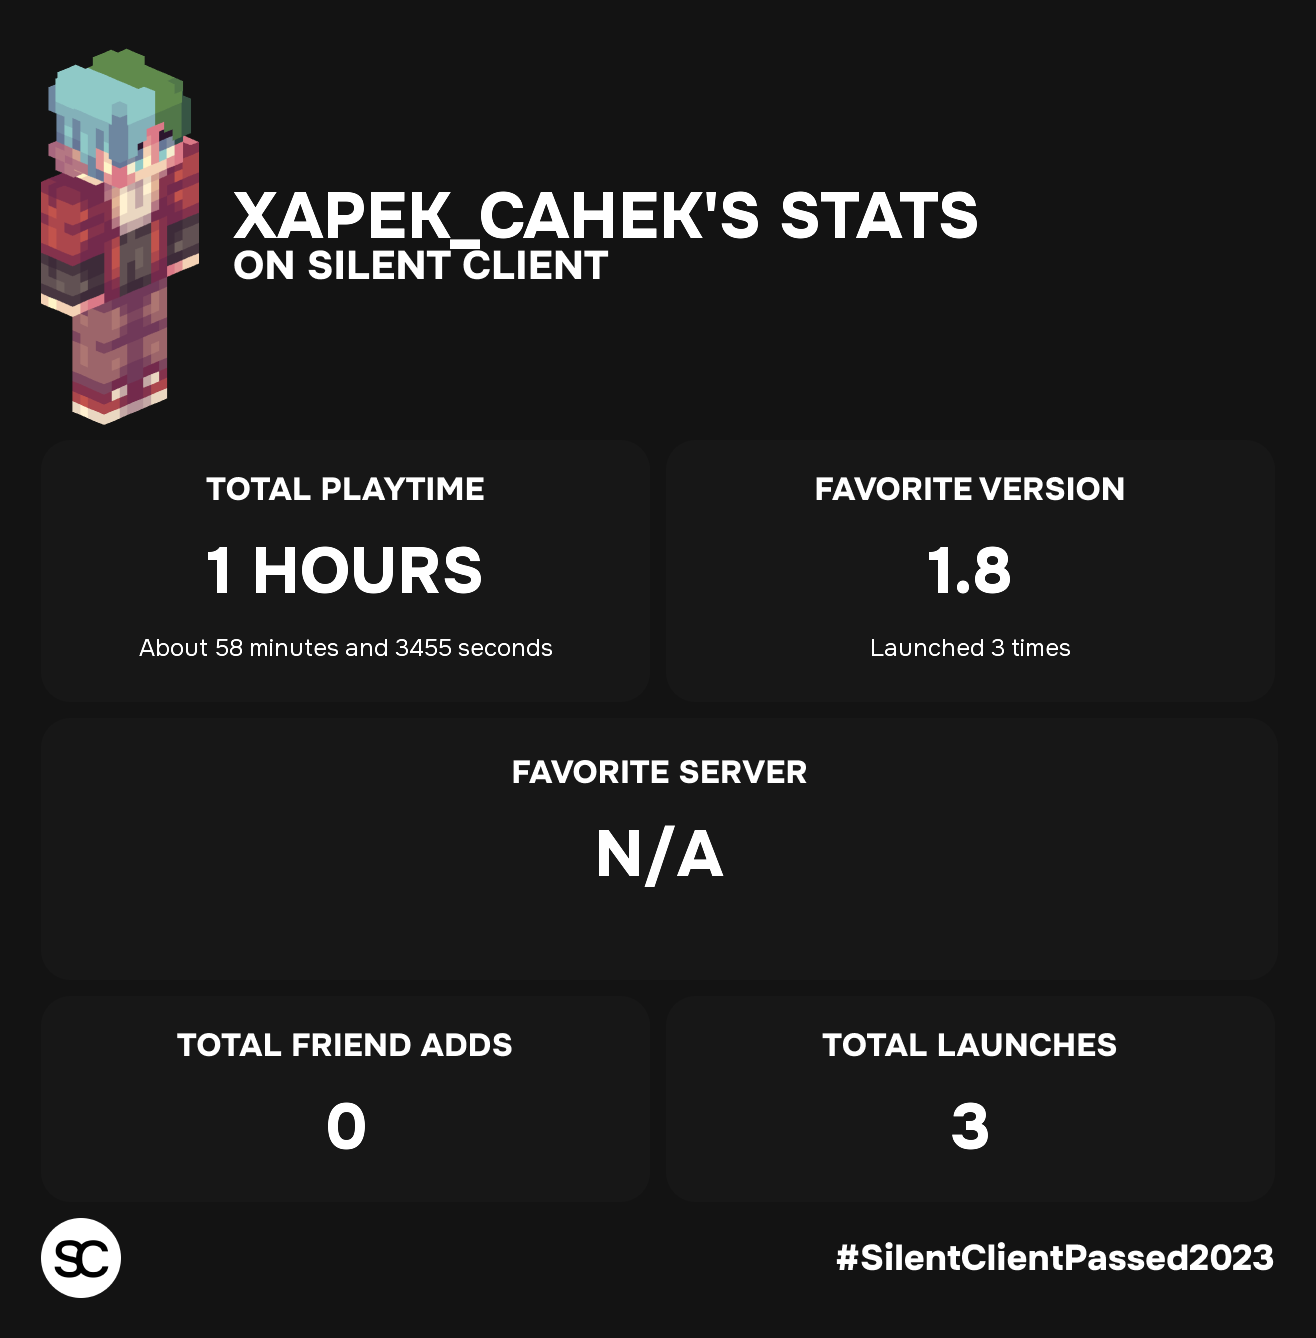 XAPEK_CAHEK'S STATS
ON SILENT CLIENT
TOTAL PLAYTIME
1 HOURS
About 58 minutes and 3455 seconds
FAVORITE VERSION
1.8
Launched 3 times
FAVORITE SERVER
N/A
TOTAL FRIEND ADDS
0
TOTAL LAUNCHES
3
SC
#SilentClientPassed2023